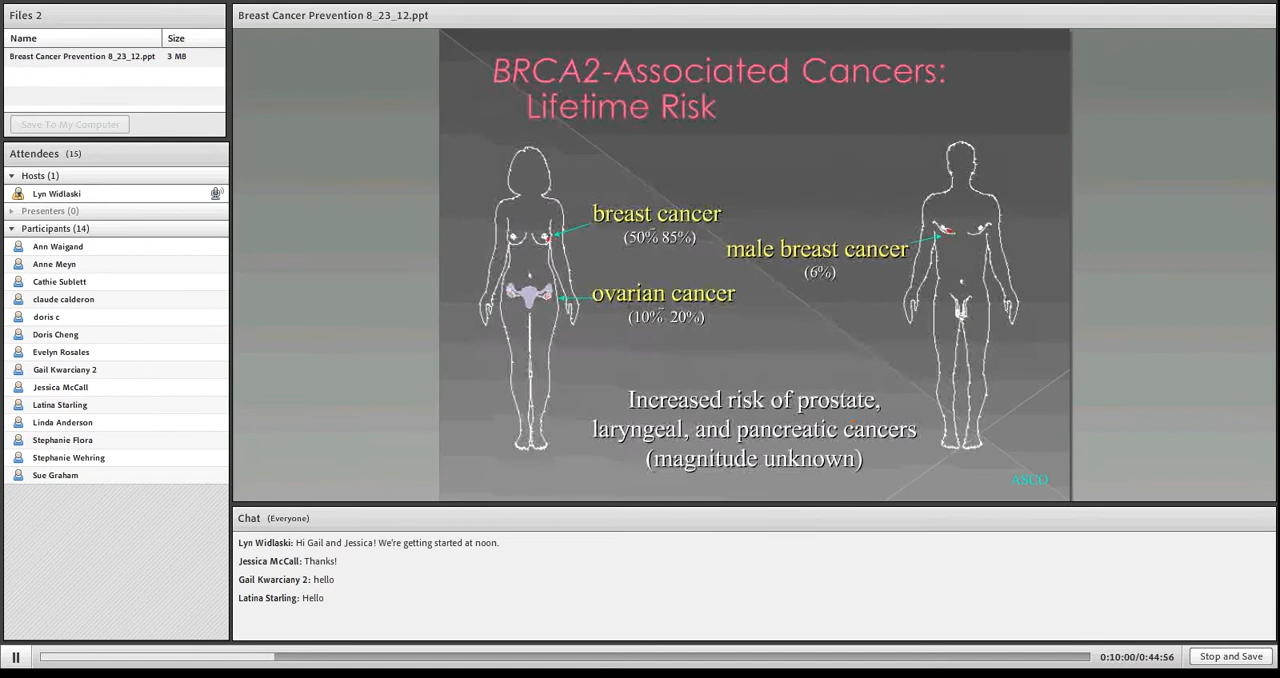 Files 2
Name Size
Breast Cancer Prevention 8_23_12.ppt 3 MB
Save To My Computer
Attendees (15)
Hosts (1)
Lyn Widlaski
Presenters (0)
Participants (14)
Ann Waigand
Anne Meyn
Cathie Sublett
claude calderon
doris c
Doris Cheng
Evelyn Rosales
Gail Kwarciany 2
Jessica McCall
Latina Starling
Linda Anderson
Stephanie Flora
Stephanie Wehring
Sue Graham
Breast Cancer Prevention 8_23_12.ppt
BRCA2-Associated Cancers:
Lifetime Risk
breast cancer
(50%- 85%)
male breast cancer
(6%)
ovarian cancer
(10%- 20%)
Increased risk of prostate,
laryngeal, and pancreatic cancers
(magnitude unknown)
ASCO
Chat (Everyone)
Lyn Widlaski: Hi Gail and Jessica! We're getting started at noon.
Jessica McCall: Thanks!
Gail Kwarciany 2: hello
Latina Starling: Hello
0:10:00/0:44:56
Stop and Save